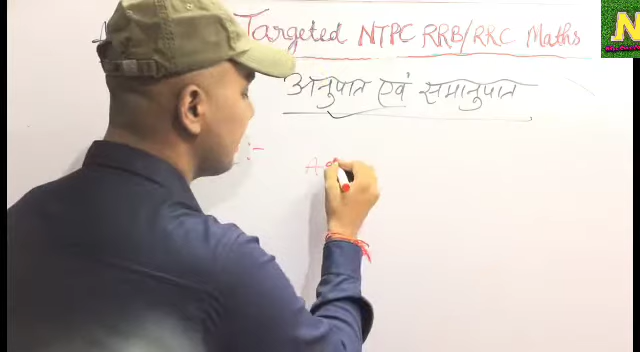 Targeted NTPC RRB/RRC Maths
अनुपात एवं समानुपात
:-
A